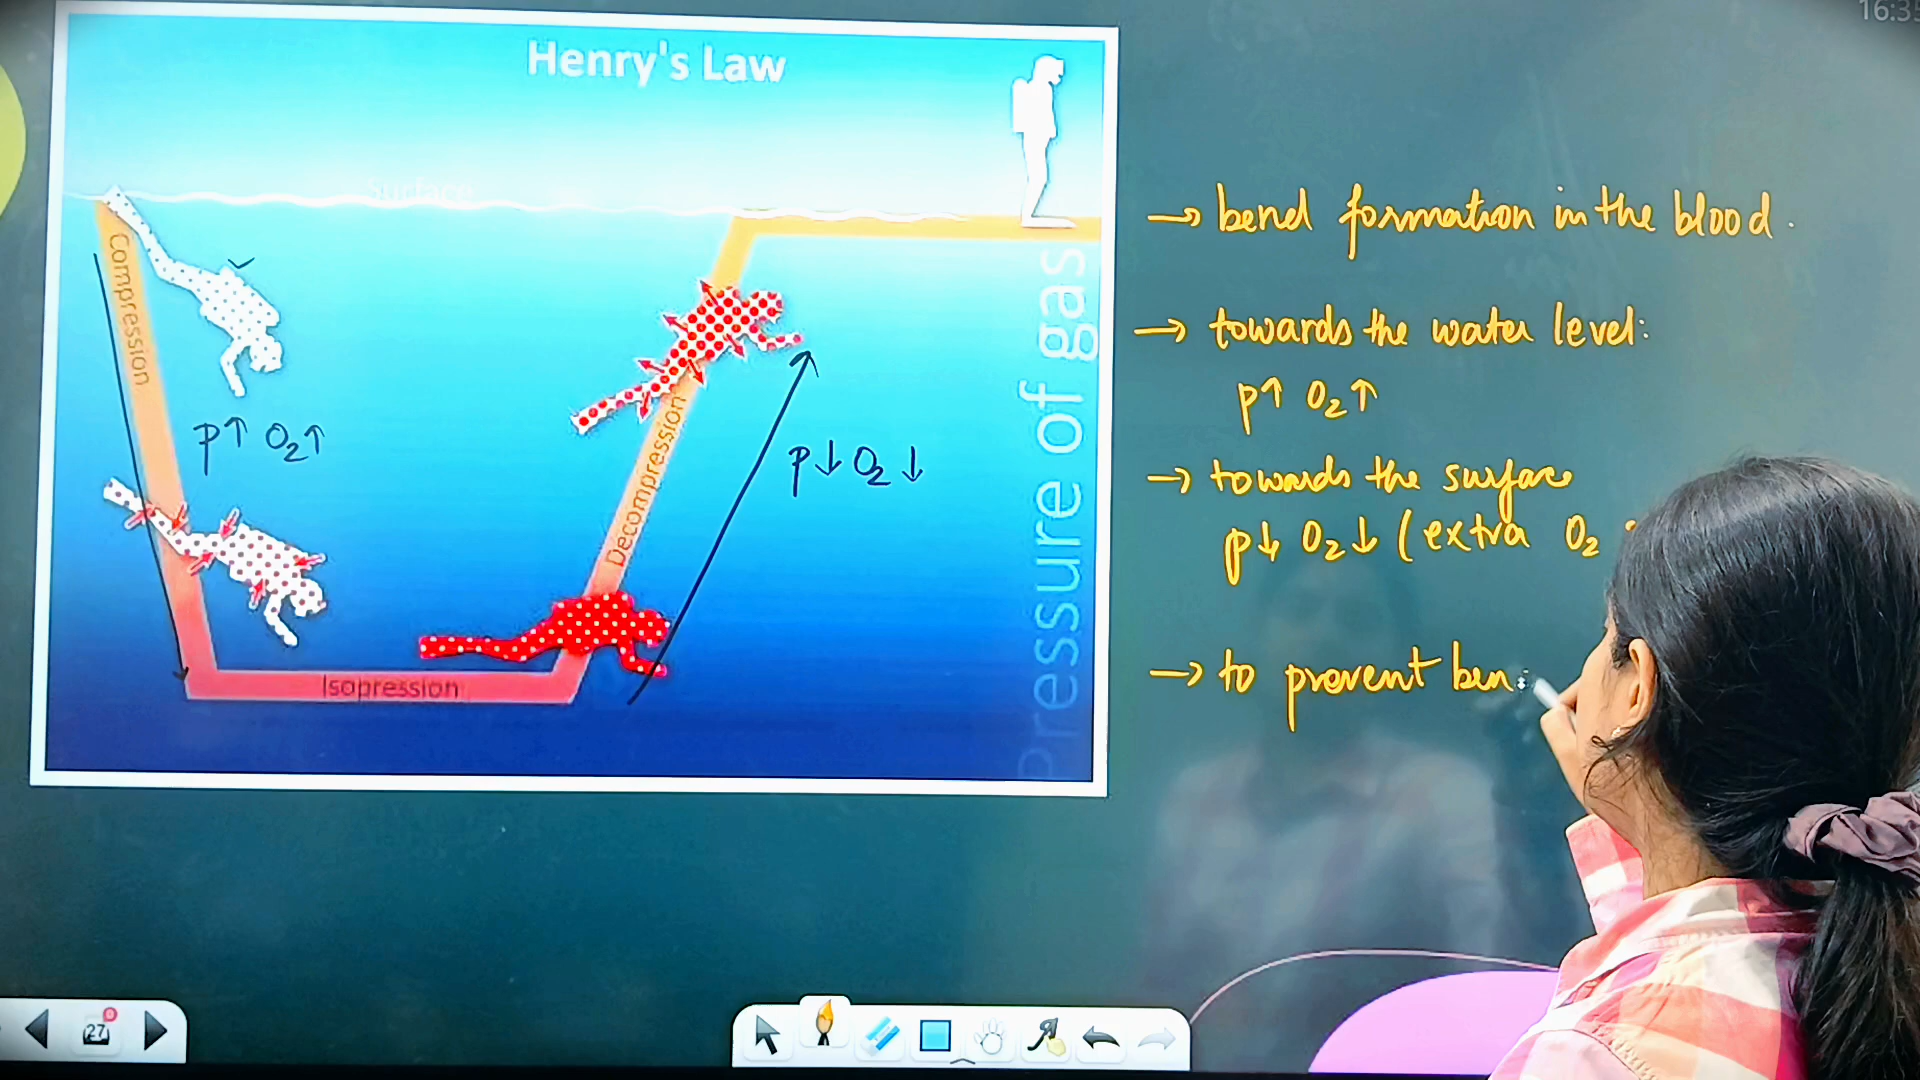 16:35
Henry's Law
Surface
Compression
P↑ O₂↑
Isopression
Decompression
P↓ O₂↓
Pressure of gas
→ bend formation in the blood.
→ towards the water level:
P↑ O₂↑
→ towards the surface
P↓ O₂↓ (extra O₂
→ to prevent ben
27